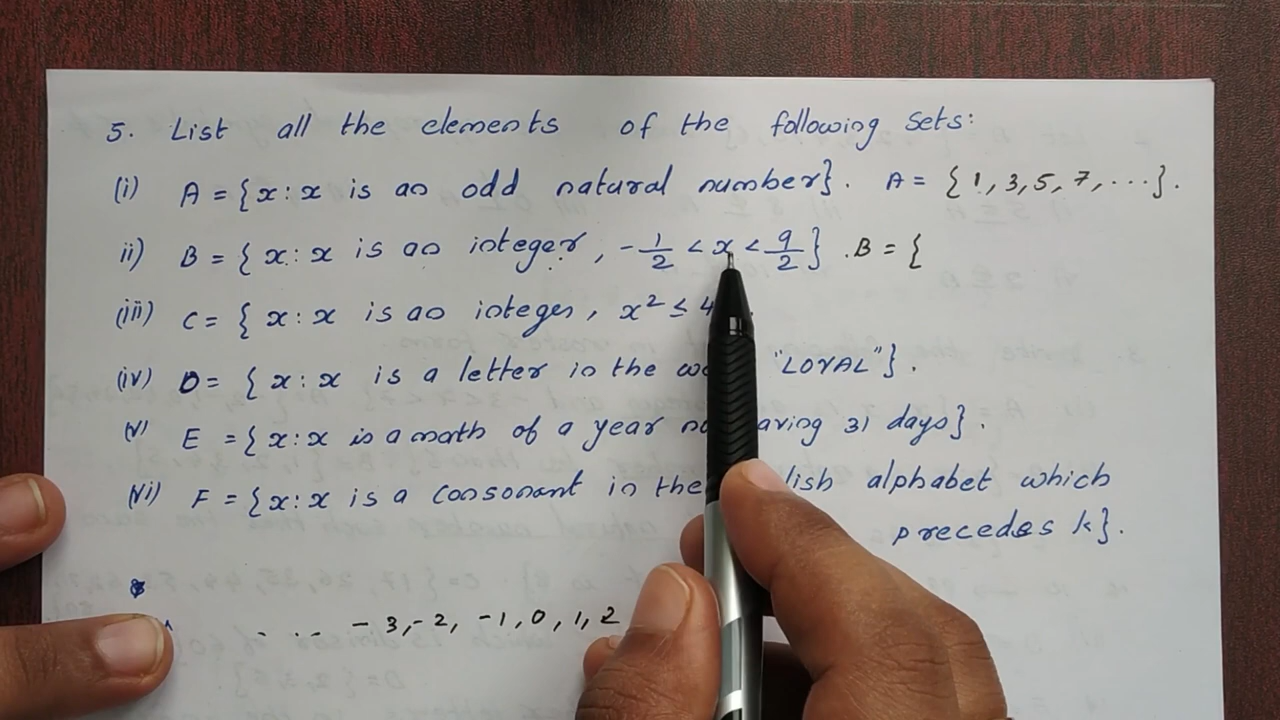 5. List all the elements of the following sets:
(i) A = {x : x is an odd natural number}. A = {1, 3, 5, 7, ...}.
ii) B = {x : x is an integer, -1/2 < x < 9/2}. B = {
(iii) C = {x : x is an integer, x² ≤ 4
(iv) D = {x : x is a letter in the "LOYAL"}.
(v) E = {x : x is a month of a year 31 days}.
(vi) F = {x : x is a consonant in the alphabet which
precedes k}.
... -3, -2, -1, 0, 1, 2